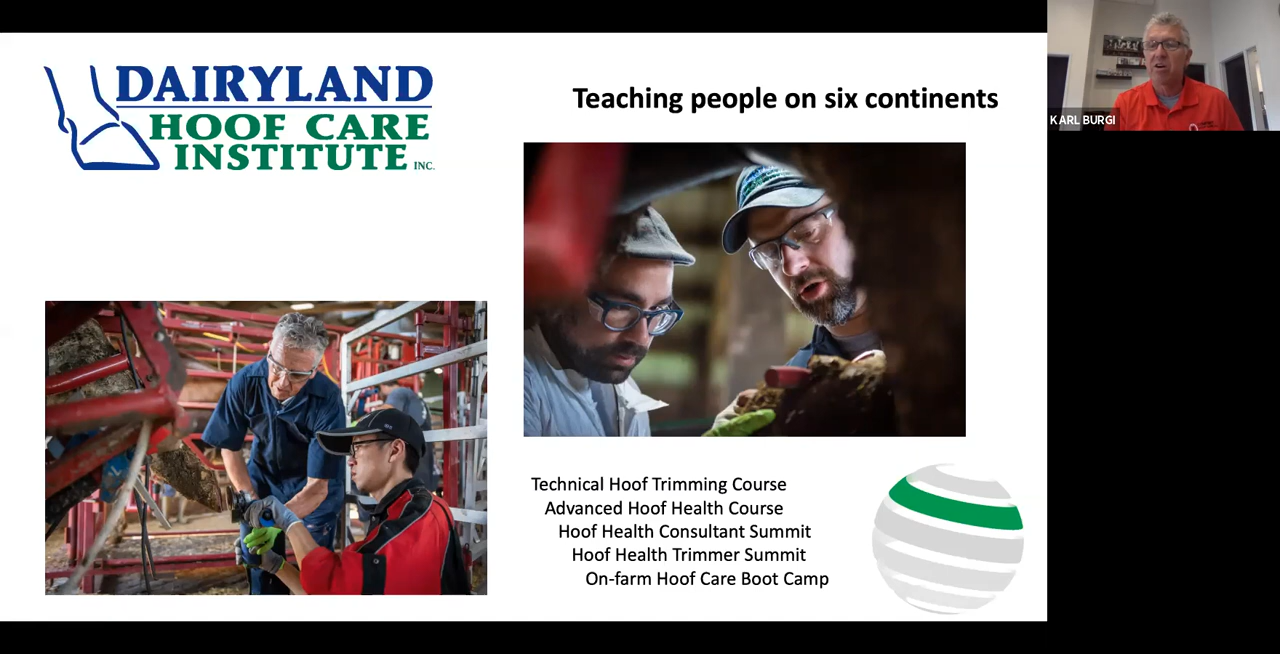 DAIRYLAND
HOOF CARE
INSTITUTE INC.
Teaching people on six continents
KARL BURGI
Technical Hoof Trimming Course
Advanced Hoof Health Course
Hoof Health Consultant Summit
Hoof Health Trimmer Summit
On-farm Hoof Care Boot Camp